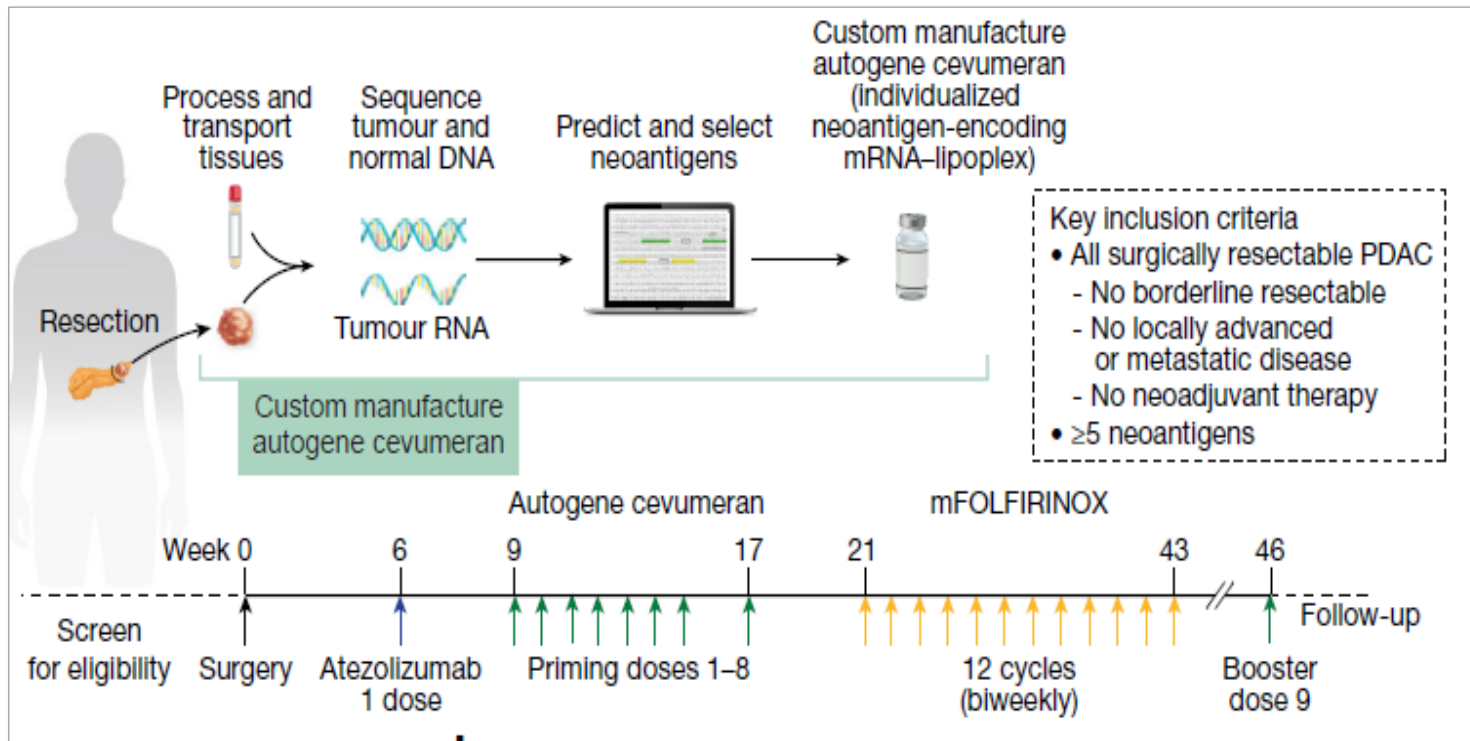 Process and
transport
tissues
Sequence
tumour and
normal DNA
Predict and select
neoantigens
Custom manufacture
autogene cevumeran
(individualized
neoantigen-encoding
mRNA–lipoplex)
Resection
Tumour RNA
Custom manufacture
autogene cevumeran
Key inclusion criteria
• All surgically resectable PDAC
- No borderline resectable
- No locally advanced
or metastatic disease
- No neoadjuvant therapy
• ≥5 neoantigens
Autogene cevumeran
mFOLFIRINOX
Week 0 6 9 17 21 43 46
Screen
for eligibility
Surgery
Atezolizumab
1 dose
Priming doses 1–8
12 cycles
(biweekly)
Booster
dose 9
Follow-up